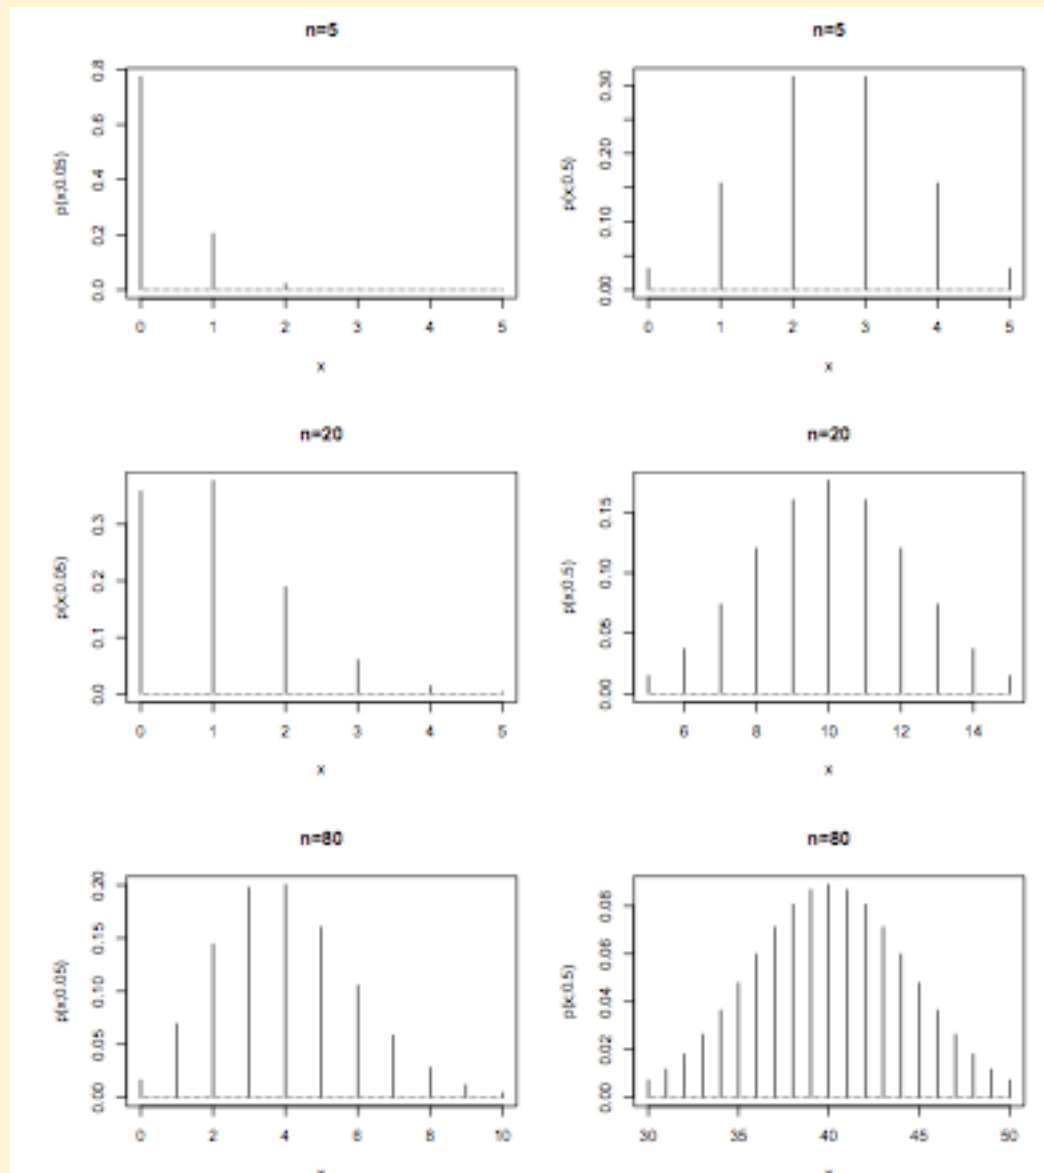 n=5
n=5
p(x;0.05)
0.0 0.2 0.4 0.6 0.8
0 1 2 3 4 5
x
p(x;0.5)
0.00 0.10 0.20 0.30
0 1 2 3 4 5
x
n=20
n=20
p(x;0.05)
0.0 0.1 0.2 0.3
0 1 2 3 4 5
x
p(x;0.5)
0.00 0.05 0.10 0.15
6 8 10 12 14
x
n=80
n=80
p(x;0.05)
0.00 0.05 0.10 0.15 0.20
0 2 4 6 8 10
x
p(x;0.5)
0.00 0.02 0.04 0.06 0.08
30 35 40 45 50
x